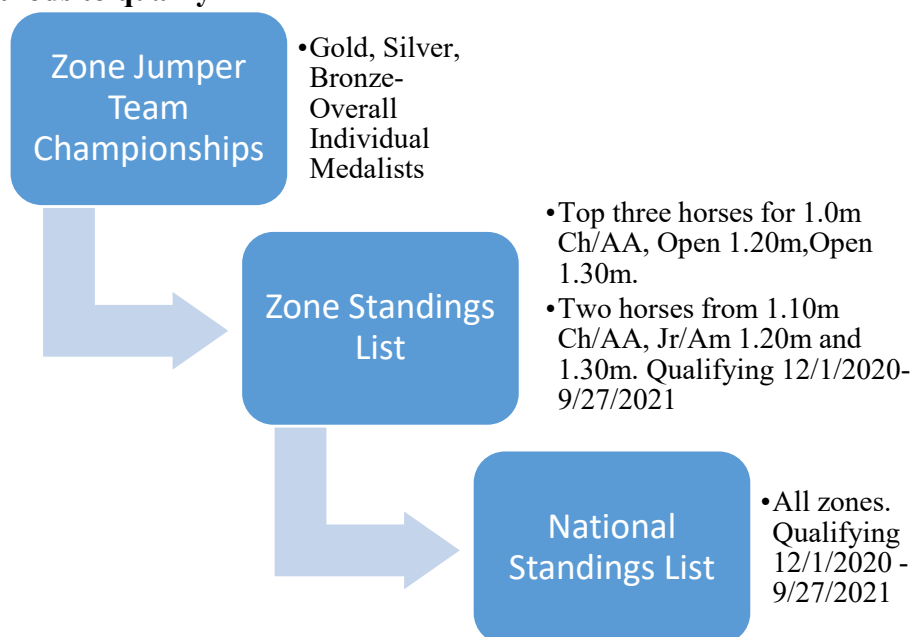 Zone Jumper
Team
Championships
•Gold, Silver,
Bronze-
Overall
Individual
Medalists
Zone Standings
List
•Top three horses for 1.0m
Ch/AA, Open 1.20m,Open
1.30m.
•Two horses from 1.10m
Ch/AA, Jr/Am 1.20m and
1.30m. Qualifying 12/1/2020-
9/27/2021
National
Standings List
•All zones.
Qualifying
12/1/2020 -
9/27/2021